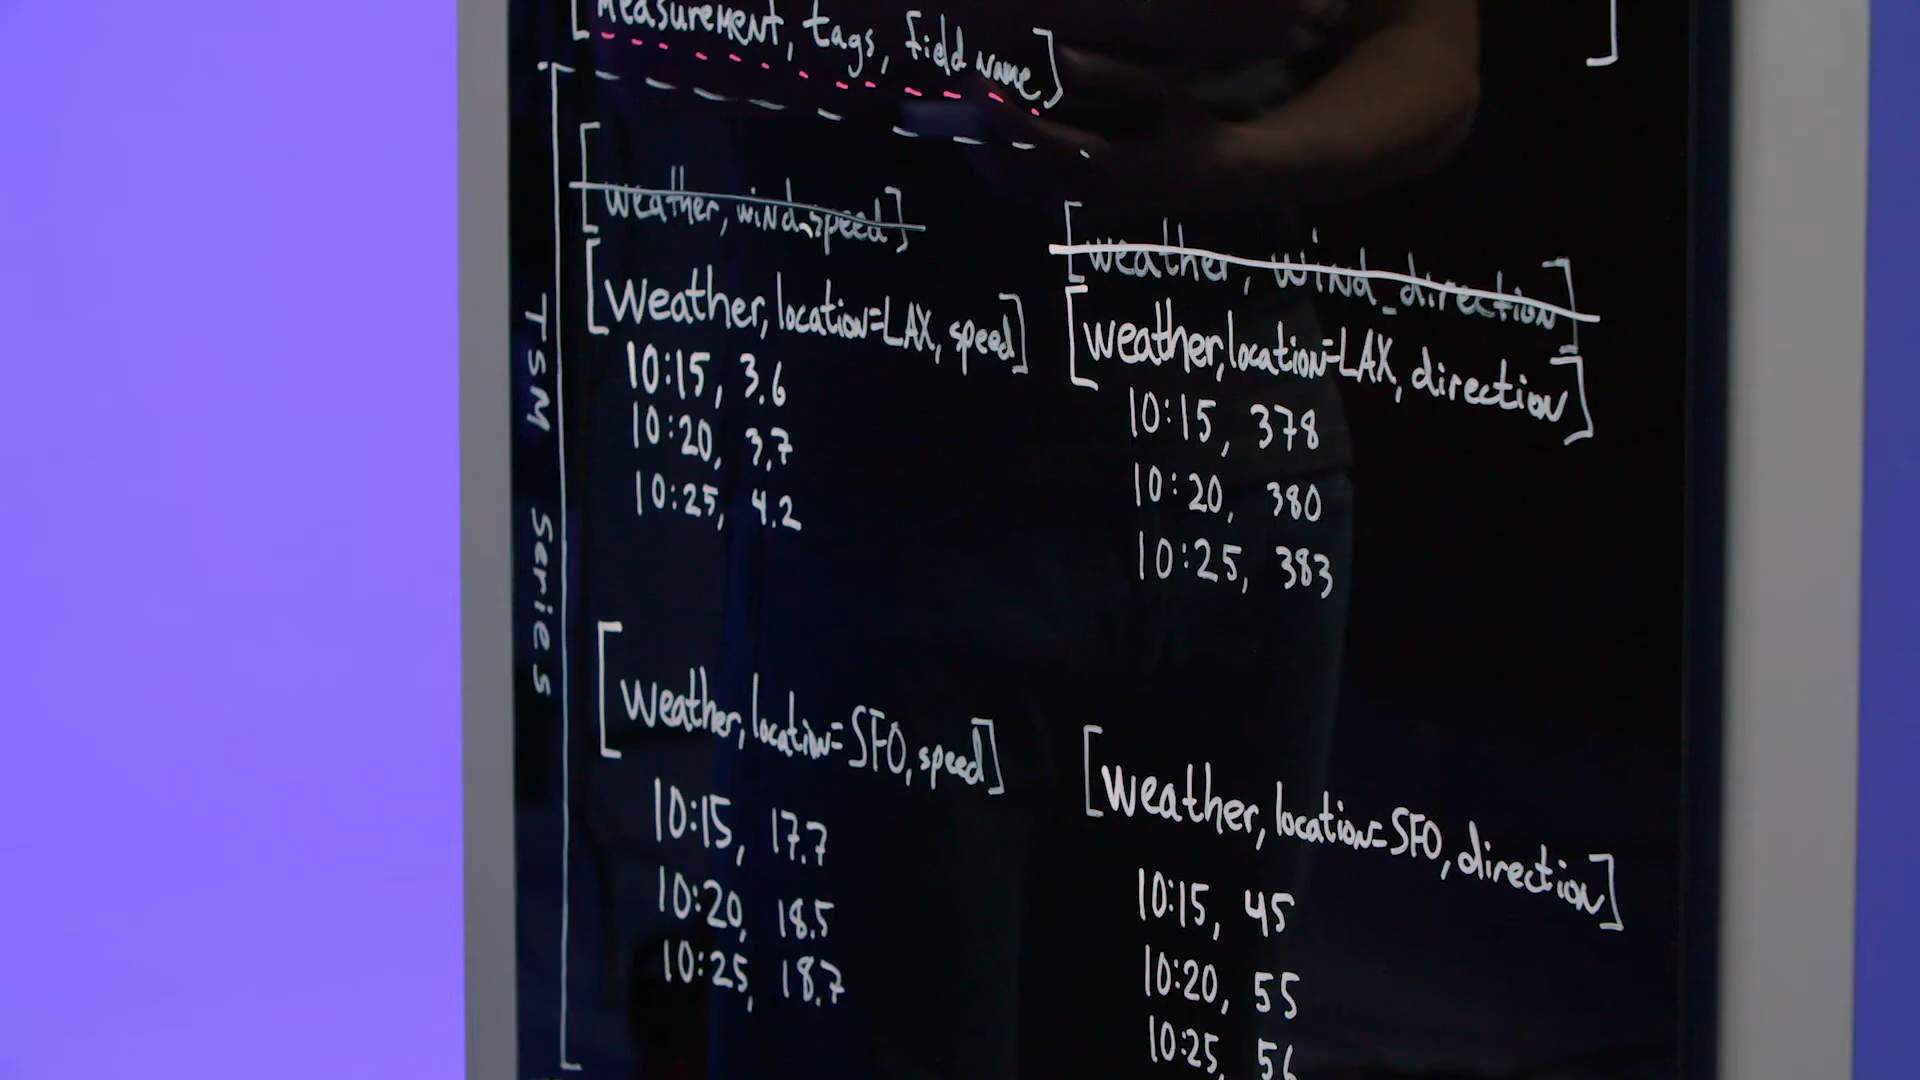 [Measurement, tags, field name]
TSM Series
[weather, wind_speed]
[weather, location=LAX, speed]
10:15, 3.6
10:20, 3.7
10:25, 4.2
[weather, wind_direction]
[weather, location=LAX, direction]
10:15, 378
10:20, 380
10:25, 383
[weather, location=SFO, speed]
10:15, 17.7
10:20, 18.5
10:25, 18.7
[weather, location=SFO, direction]
10:15, 45
10:20, 55
10:25, 56